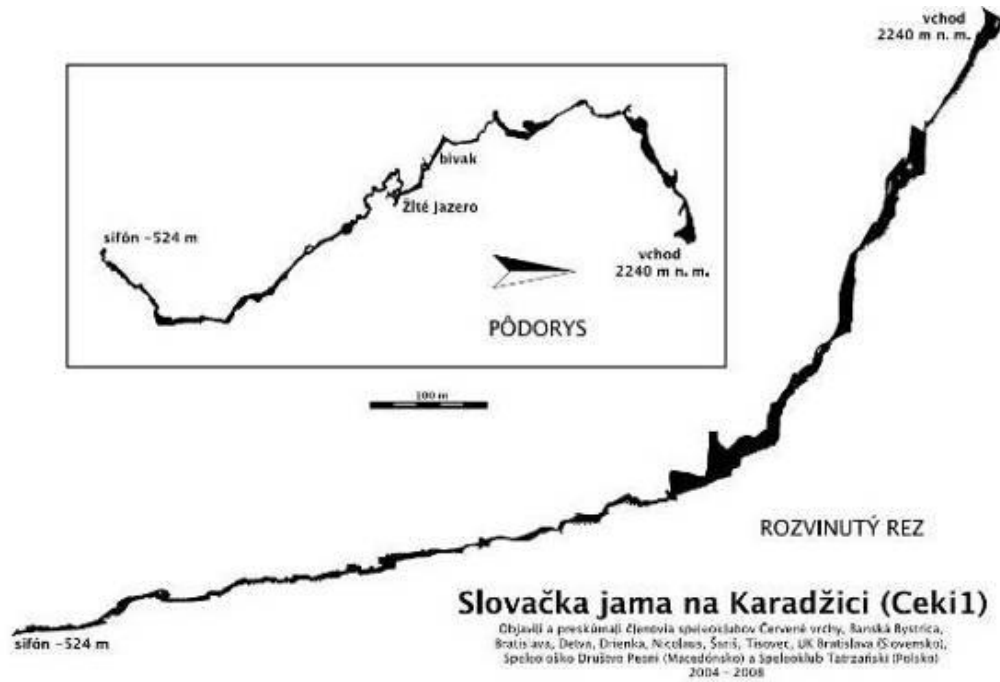 vchod
2240 m n. m.
bivak
Žlté Jazero
sifón -524 m
vchod
2240 m n. m.
PÔDORYS
100 m
ROZVINUTÝ REZ
Slovačka jama na Karadžici (Ceki1)
Objavili a preskúmali členovia speleoklubov Červené vrchy, Banská Bystrica,
Bratislava, Detva, Drienka, Nicolaus, Šariš, Tisovec, UK Bratislava (Slovensko),
Speleološko Društvo Peoni (Macedónsko) a Speleoklub Tatrzański (Poľsko)
2004 - 2008
sifón -524 m